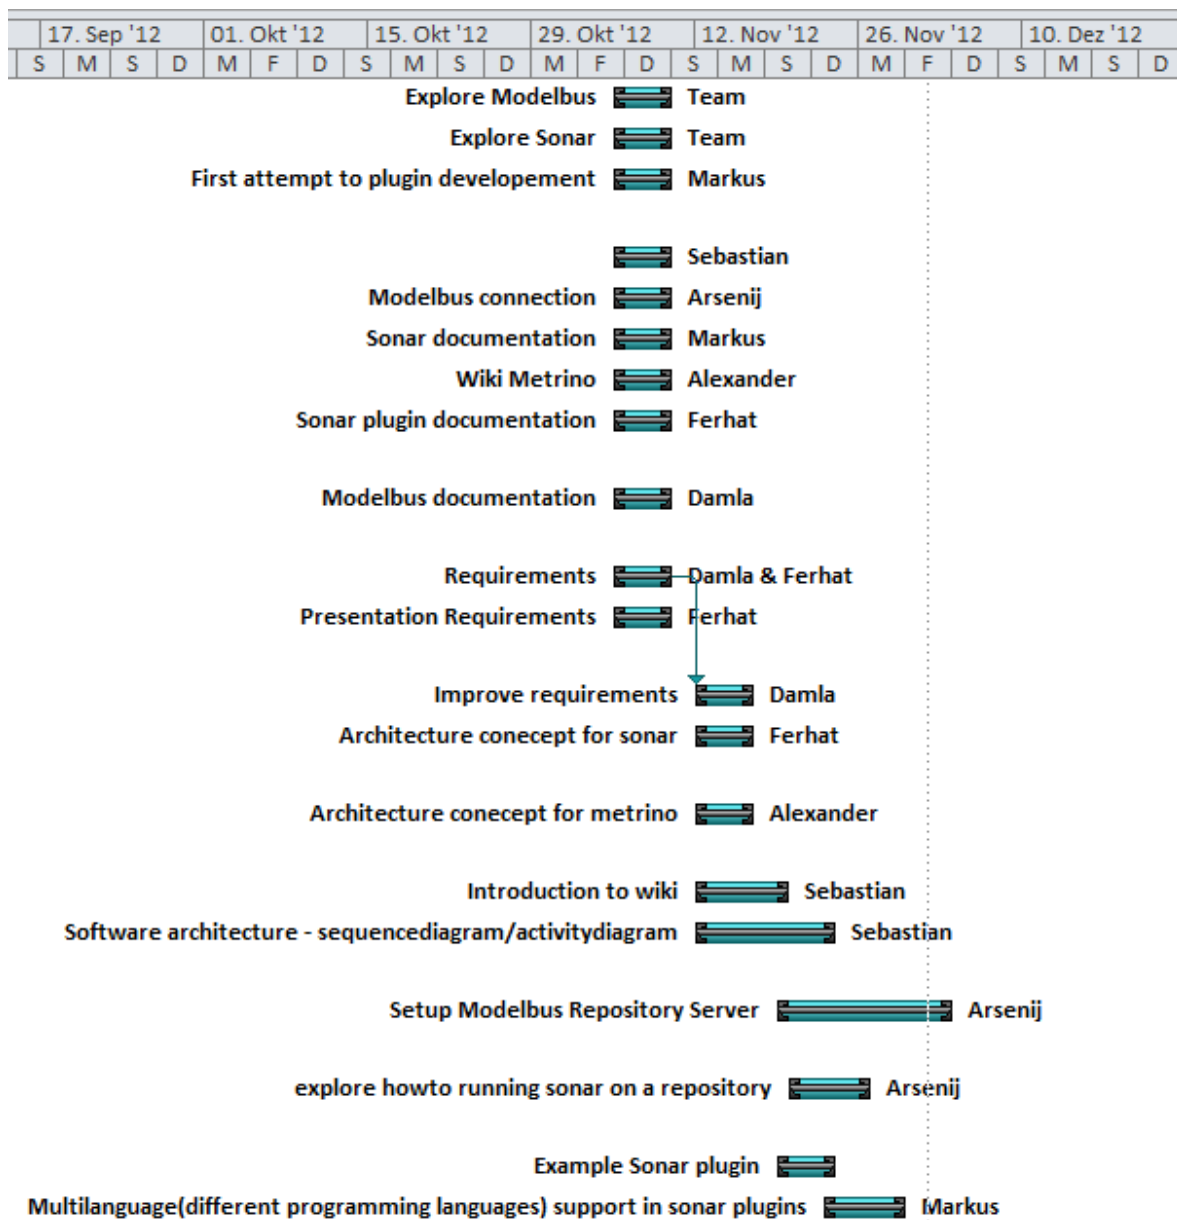 17. Sep '12 01. Okt '12 15. Okt '12 29. Okt '12 12. Nov '12 26. Nov '12 10. Dez '12
S M S D M F D S M S D M F D S M S D M F D S M S D
Explore Modelbus Team
Explore Sonar Team
First attempt to plugin developement Markus
Sebastian
Modelbus connection Arsenij
Sonar documentation Markus
Wiki Metrino Alexander
Sonar plugin documentation Ferhat
Modelbus documentation Damla
Requirements Damla & Ferhat
Presentation Requirements Ferhat
Improve requirements Damla
Architecture conecept for sonar Ferhat
Architecture conecept for metrino Alexander
Introduction to wiki Sebastian
Software architecture - sequencediagram/activitydiagram Sebastian
Setup Modelbus Repository Server Arsenij
explore howto running sonar on a repository Arsenij
Example Sonar plugin
Multilanguage(different programming languages) support in sonar plugins Markus